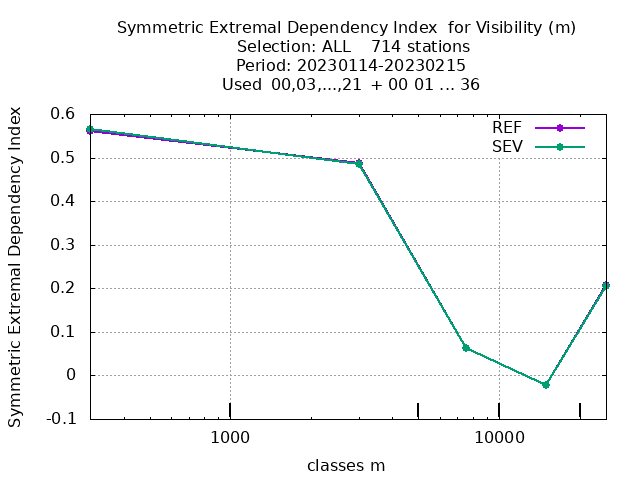 Symmetric Extremal Dependency Index  for Visibility (m)
Selection: ALL    714 stations
Period: 20230114-20230215
Used  00,03,...,21  + 00 01 ... 36
Symmetric Extremal Dependency Index
0.6
0.5
0.4
0.3
0.2
0.1
0
-0.1
REF
SEV
1000
10000
classes m